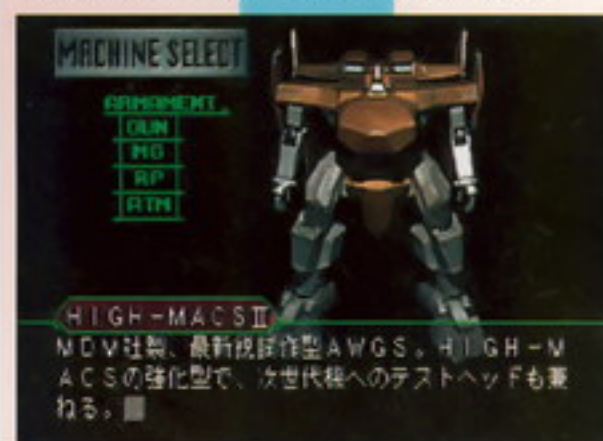 MACHINE SELECT
ARMAMENT
GUN
MG
RP
RTM
HIGH-MACSⅡ
MDM社製、最新鋭試作型AWGS。HIGH-M
ACSの強化型で、次世代機へのテストヘッドも兼
ねる。